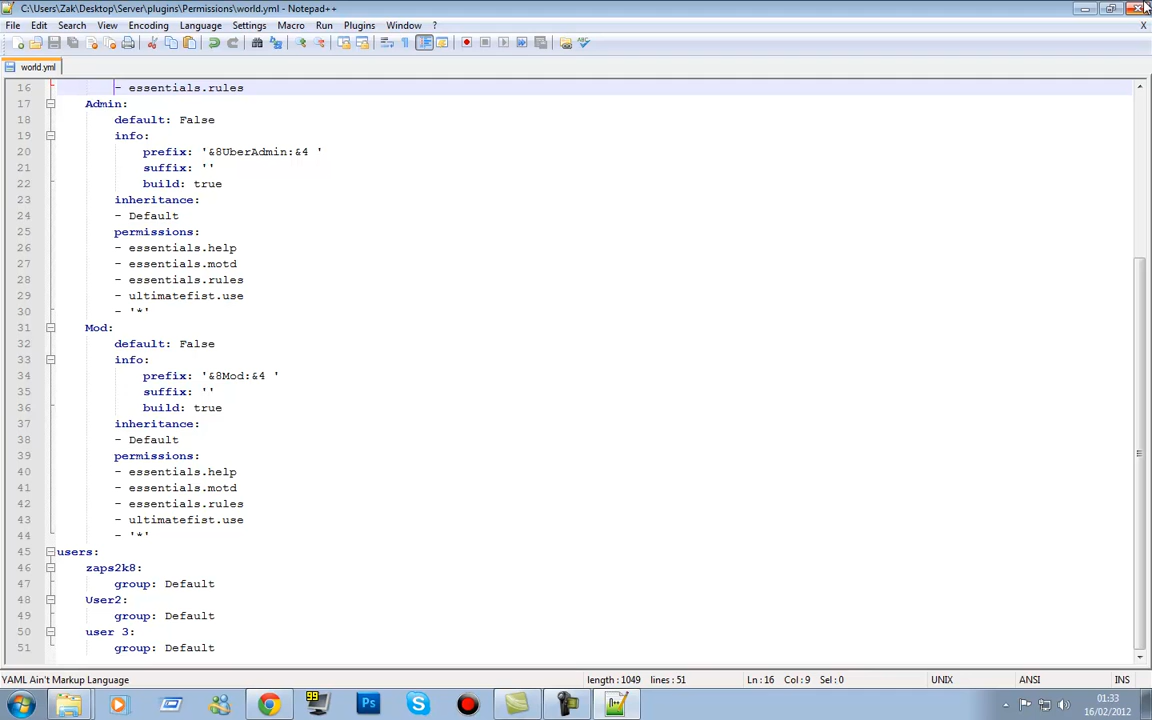 C:\Users\Zak\Desktop\Server\plugins\Permissions\world.yml - Notepad++
File Edit Search View Encoding Language Settings Macro Run Plugins Window ? X
world.yml
16 - essentials.rules
17 Admin:
18 default: False
19 info:
20 prefix: '&8UberAdmin:&4 '
21 suffix: ''
22 build: true
23 inheritance:
24 - Default
25 permissions:
26 - essentials.help
27 - essentials.motd
28 - essentials.rules
29 - ultimatefist.use
30 - '*'
31 Mod:
32 default: False
33 info:
34 prefix: '&8Mod:&4 '
35 suffix: ''
36 build: true
37 inheritance:
38 - Default
39 permissions:
40 - essentials.help
41 - essentials.motd
42 - essentials.rules
43 - ultimatefist.use
44 - '*'
45 users:
46 zaps2k8:
47 group: Default
48 User2:
49 group: Default
50 user 3:
51 group: Default
YAML Ain't Markup Language length : 1049 lines : 51 Ln : 16 Col : 9 Sel : 0 UNIX ANSI INS
99
Ps
01:33
16/02/2012